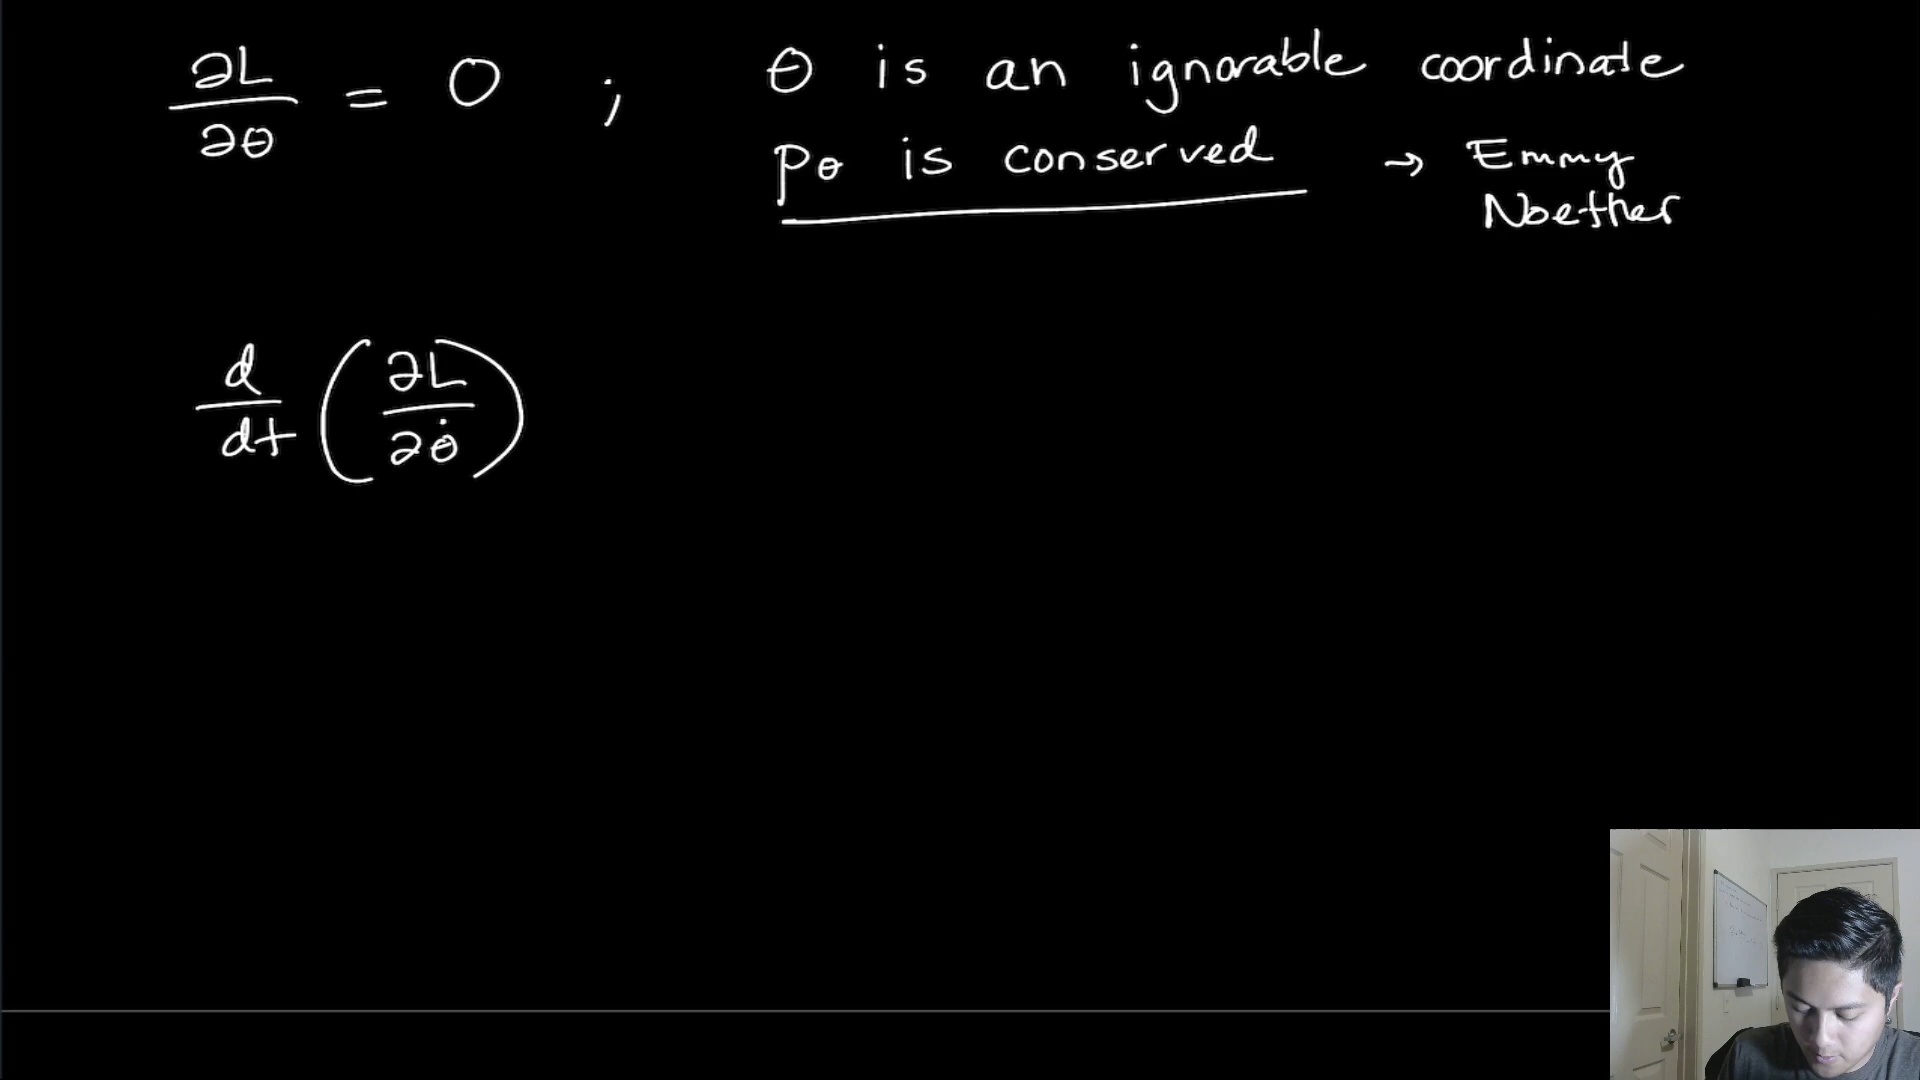 ∂L/∂θ = 0 ; θ is an ignorable coordinate
pθ is conserved → Emmy
Noether
d/dt (∂L/∂θ̇)